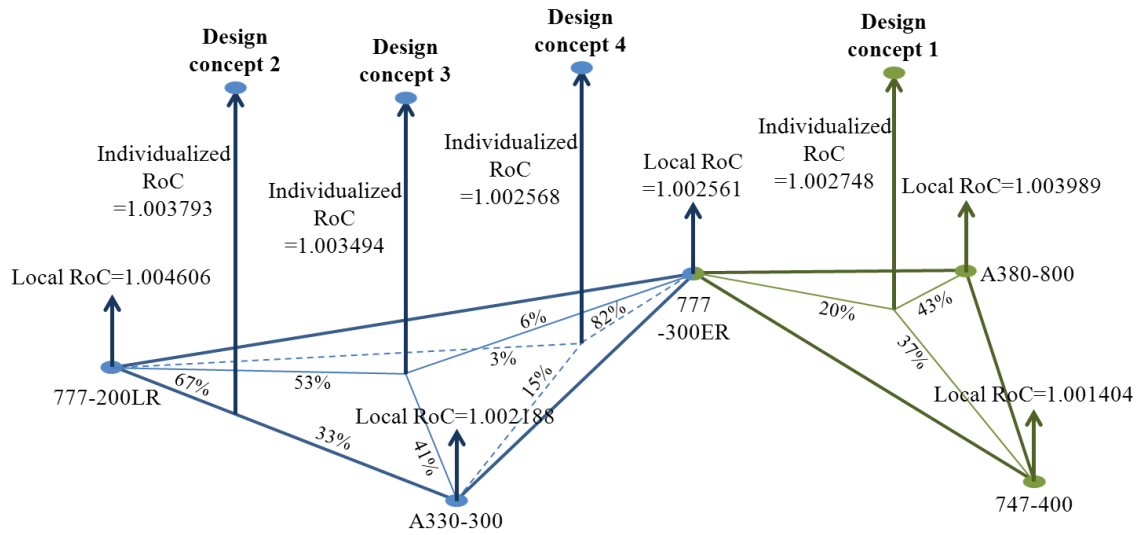 Design
concept 2
Design
concept 3
Design
concept 4
Design
concept 1
Individualized
RoC
=1.003793
Individualized
RoC
=1.003494
Individualized
RoC
=1.002568
Local RoC
=1.002561
Individualized
RoC
=1.002748
Local RoC=1.003989
Local RoC=1.004606
A380-800
777
-300ER
6%
82%
20%
43%
3%
37%
67%
53%
15%
777-200LR
Local RoC=1.002188
Local RoC=1.001404
33%
41%
A330-300
747-400